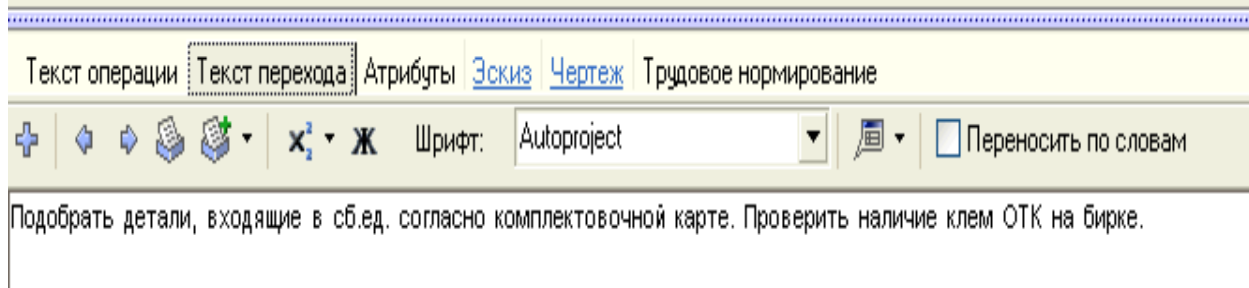 Текст операции Текст перехода Атрибуты Эскиз Чертеж Трудовое нормирование
x²₂ Ж Шрифт: Autoproject Переносить по словам
Подобрать детали, входящие в сб.ед. согласно комплектовочной карте. Проверить наличие клем ОТК на бирке.